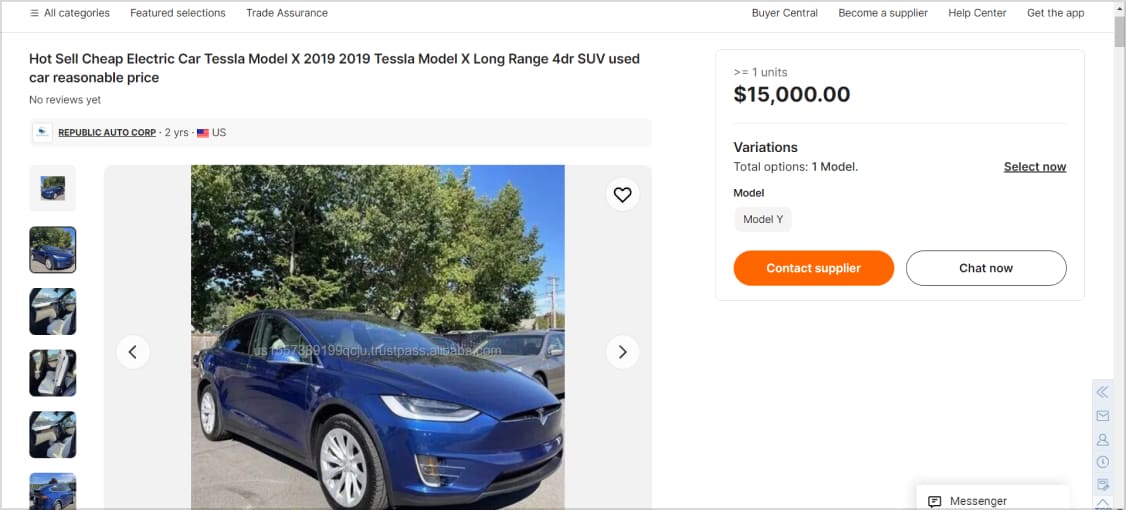 All categories Featured selections Trade Assurance Buyer Central Become a supplier Help Center Get the app
Hot Sell Cheap Electric Car Tessla Model X 2019 2019 Tessla Model X Long Range 4dr SUV used
car reasonable price
No reviews yet
REPUBLIC AUTO CORP · 2 yrs · US
us1557389199qcju.trustpass.alibaba.com
>= 1 units
$15,000.00
Variations
Total options: 1 Model. Select now
Model
Model Y
Contact supplier Chat now
Messenger